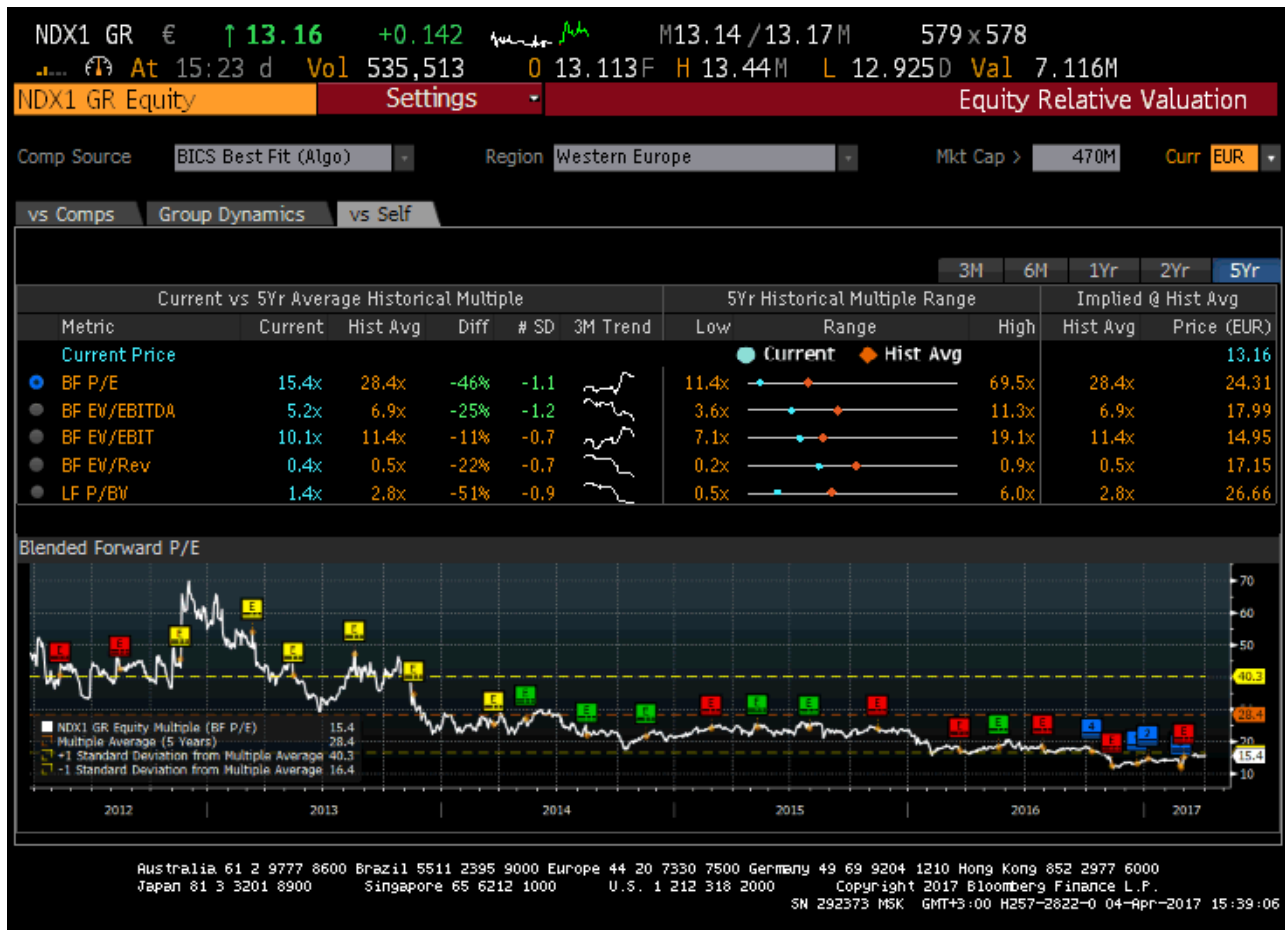 NDX1 GR € ↑ 13.16 +0.142 M13.14/13.17M 579x578
At 15:23 d Vol 535,513 O 13.113F H 13.44M L 12.925D Val 7.116M
NDX1 GR Equity Settings Equity Relative Valuation
Comp Source BICS Best Fit (Algo) Region Western Europe Mkt Cap > 470M Curr EUR
vs Comps Group Dynamics vs Self
3M 6M 1Yr 2Yr 5Yr
Current vs 5Yr Average Historical Multiple 5Yr Historical Multiple Range Implied @ Hist Avg
Metric Current Hist Avg Diff # SD 3M Trend Low Range High Hist Avg Price (EUR)
Current Price Current Hist Avg 13.16
BF P/E 15.4x 28.4x -46% -1.1 11.4x 69.5x 28.4x 24.31
BF EV/EBITDA 5.2x 6.9x -25% -1.2 3.6x 11.3x 6.9x 17.99
BF EV/EBIT 10.1x 11.4x -11% -0.7 7.1x 19.1x 11.4x 14.95
BF EV/Rev 0.4x 0.5x -22% -0.7 0.2x 0.9x 0.5x 17.15
LF P/BV 1.4x 2.8x -51% -0.9 0.5x 6.0x 2.8x 26.66
Blended Forward P/E
70
60
50
40.3
28.4
20
15.4
10
E E E E E E E E E E E E E E E E E E 4 E 2 E
NDX1 GR Equity Multiple (BF P/E) 15.4
Multiple Average (5 Years) 28.4
+1 Standard Deviation from Multiple Average 40.3
-1 Standard Deviation from Multiple Average 16.4
2012 2013 2014 2015 2016 2017
Australia 61 2 9777 8600 Brazil 5511 2395 9000 Europe 44 20 7330 7500 Germany 49 69 9204 1210 Hong Kong 852 2977 6000
Japan 81 3 3201 8900 Singapore 65 6212 1000 U.S. 1 212 318 2000 Copyright 2017 Bloomberg Finance L.P.
SN 292373 MSK GMT+3:00 H257-2822-0 04-Apr-2017 15:39:06